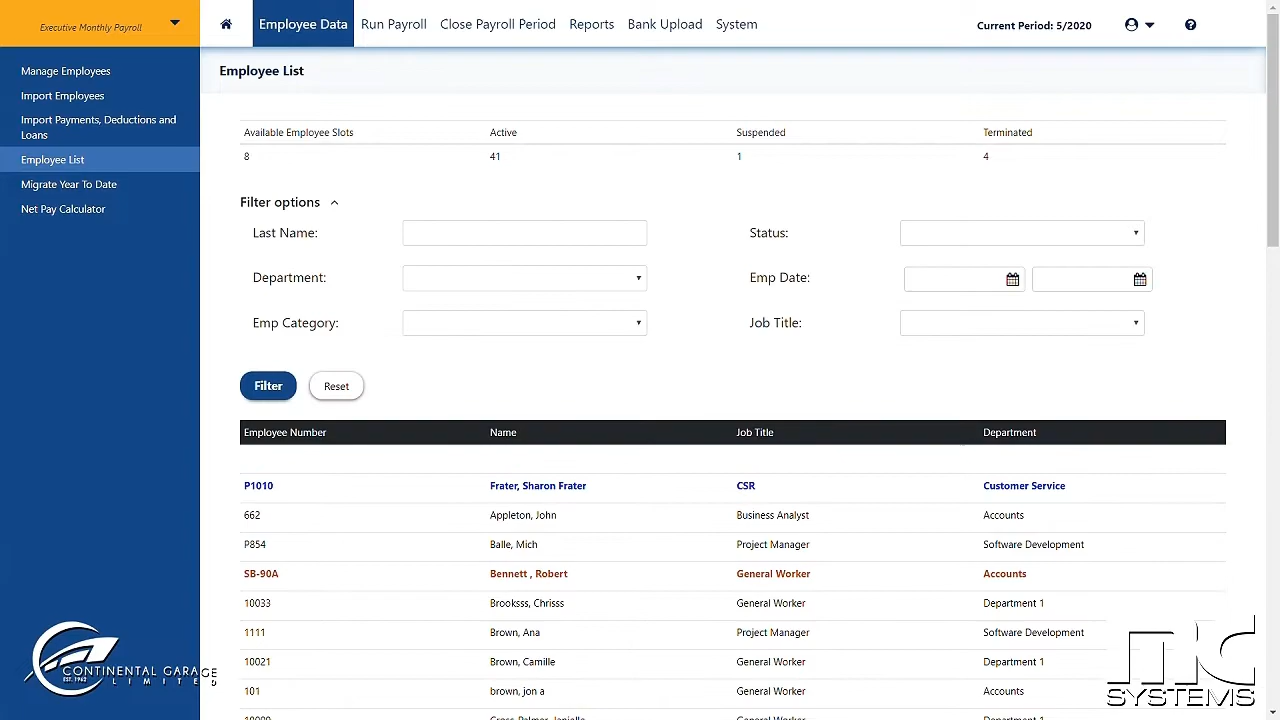 Executive Monthly Payroll
Employee Data
Run Payroll
Close Payroll Period
Reports
Bank Upload
System
Current Period: 5/2020
Manage Employees
Import Employees
Import Payments, Deductions and
Loans
Employee List
Migrate Year To Date
Net Pay Calculator
Employee List
Available Employee Slots Active Suspended Terminated
8 41 1 4
Filter options
Last Name: Status:
Department: Emp Date:
Emp Category: Job Title:
Filter Reset
Employee Number Name Job Title Department
P1010 Frater, Sharon Frater CSR Customer Service
662 Appleton, John Business Analyst Accounts
P854 Balle, Mich Project Manager Software Development
SB-90A Bennett , Robert General Worker Accounts
10033 Brooksss, Chrisss General Worker Department 1
1111 Brown, Ana Project Manager Software Development
10021 Brown, Camille General Worker Department 1
101 brown, jon a General Worker Accounts
CONTINENTAL GARAGE
EST. 1962 LIMITED
SYSTEMS